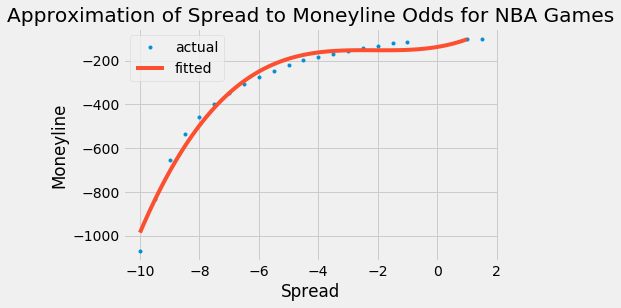 Approximation of Spread to Moneyline Odds for NBA Games
actual
fitted
−200
−400
−600
−800
−1000
Moneyline
−10
−8
−6
−4
−2
0
2
Spread